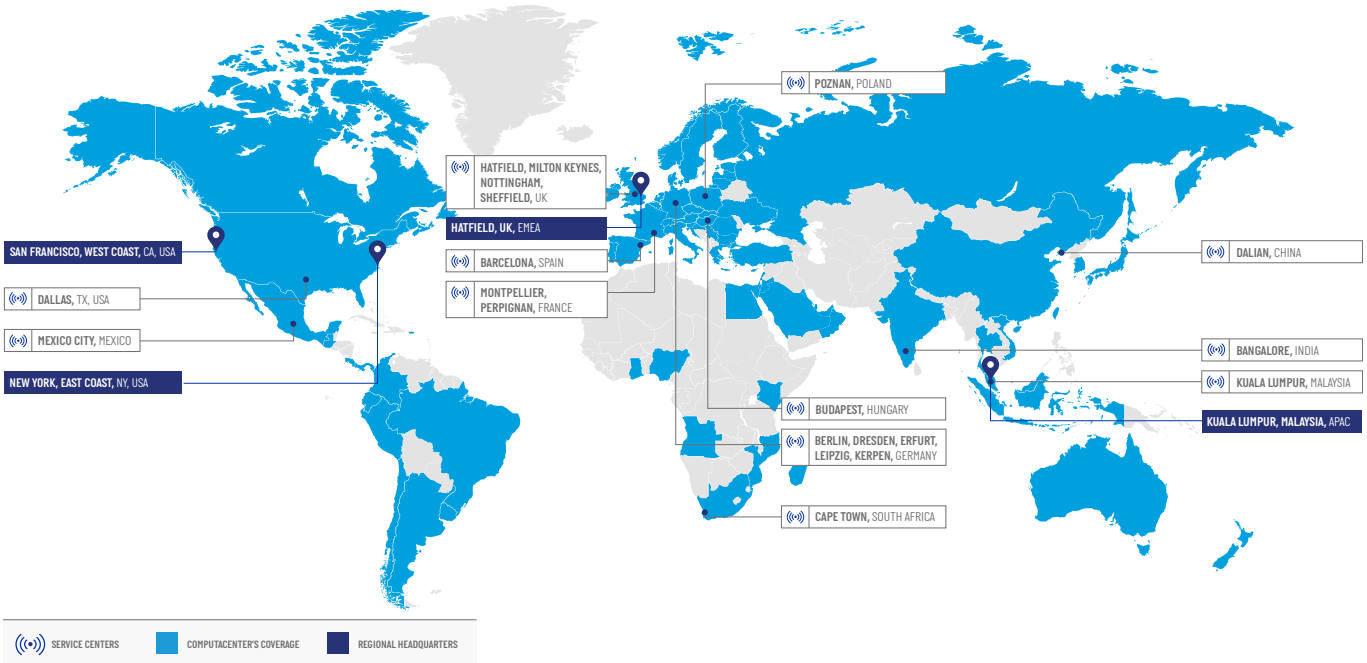 POZNAN, POLAND
HATFIELD, MILTON KEYNES,
NOTTINGHAM,
SHEFFIELD, UK
HATFIELD, UK, EMEA
SAN FRANCISCO, WEST COAST, CA, USA
BARCELONA, SPAIN
DALIAN, CHINA
DALLAS, TX, USA
MONTPELLIER,
PERPIGNAN, FRANCE
MEXICO CITY, MEXICO
BANGALORE, INDIA
NEW YORK, EAST COAST, NY, USA
KUALA LUMPUR, MALAYSIA
BUDAPEST, HUNGARY
KUALA LUMPUR, MALAYSIA, APAC
BERLIN, DRESDEN, ERFURT,
LEIPZIG, KERPEN, GERMANY
CAPE TOWN, SOUTH AFRICA
SERVICE CENTERS
COMPUTACENTER'S COVERAGE
REGIONAL HEADQUARTERS